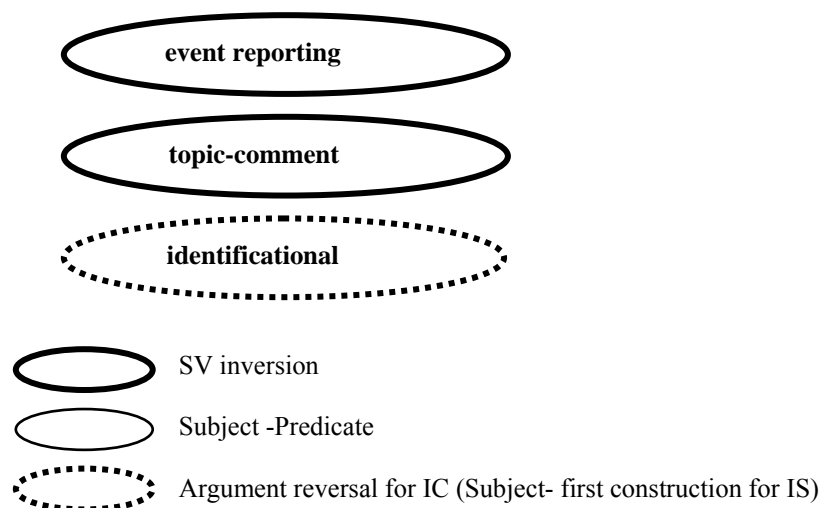 event reporting
topic-comment
identificational
SV inversion
Subject -Predicate
Argument reversal for IC (Subject- first construction for IS)